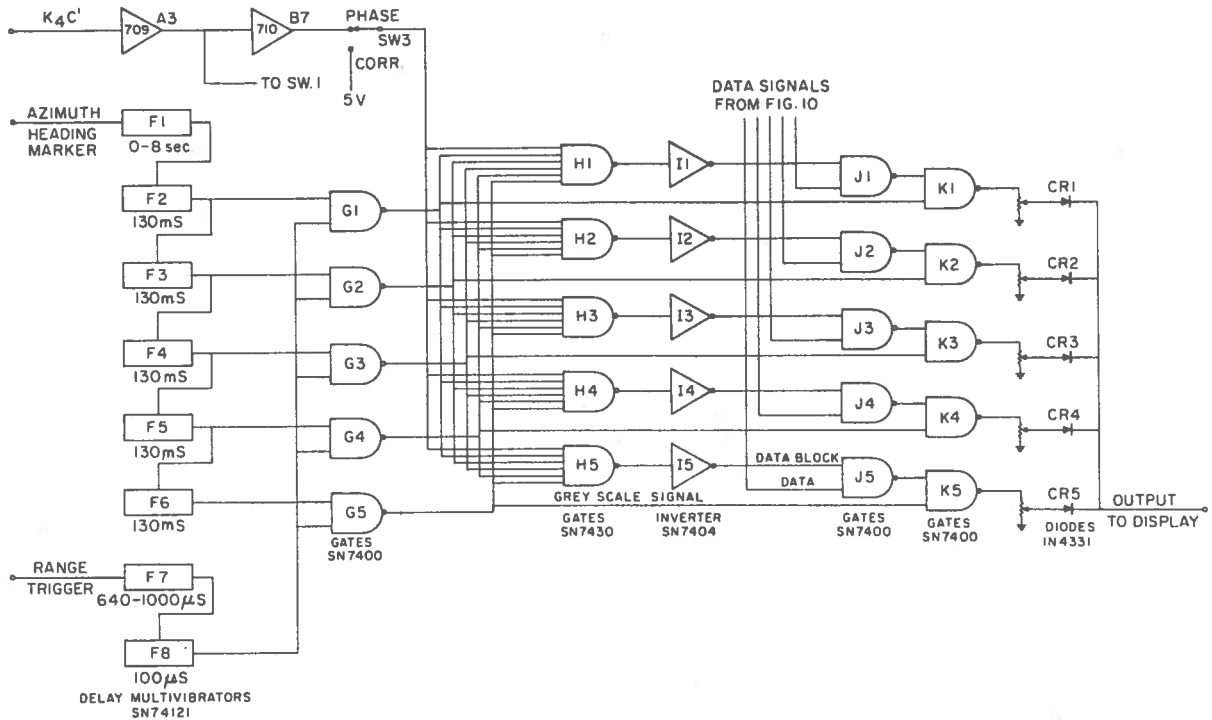 K₄C'
709
A3
710
B7
PHASE
SW3
CORR.
5V
TO SW. 1
AZIMUTH
HEADING
MARKER
F1
0-8 sec
F2
130mS
F3
130mS
F4
130mS
F5
130mS
F6
130mS
RANGE
TRIGGER
F7
640-1000μS
F8
100μS
DELAY MULTIVIBRATORS
SN74121
G1
G2
G3
G4
G5
GATES
SN7400
H1
H2
H3
H4
H5
GREY SCALE SIGNAL
GATES
SN7430
I1
I2
I3
I4
I5
INVERTER
SN7404
DATA SIGNALS
FROM FIG. 10
DATA BLOCK
DATA
J1
J2
J3
J4
J5
GATES
SN7400
K1
K2
K3
K4
K5
GATES
SN7400
CR1
CR2
CR3
CR4
CR5
DIODES
IN4331
OUTPUT
TO DISPLAY